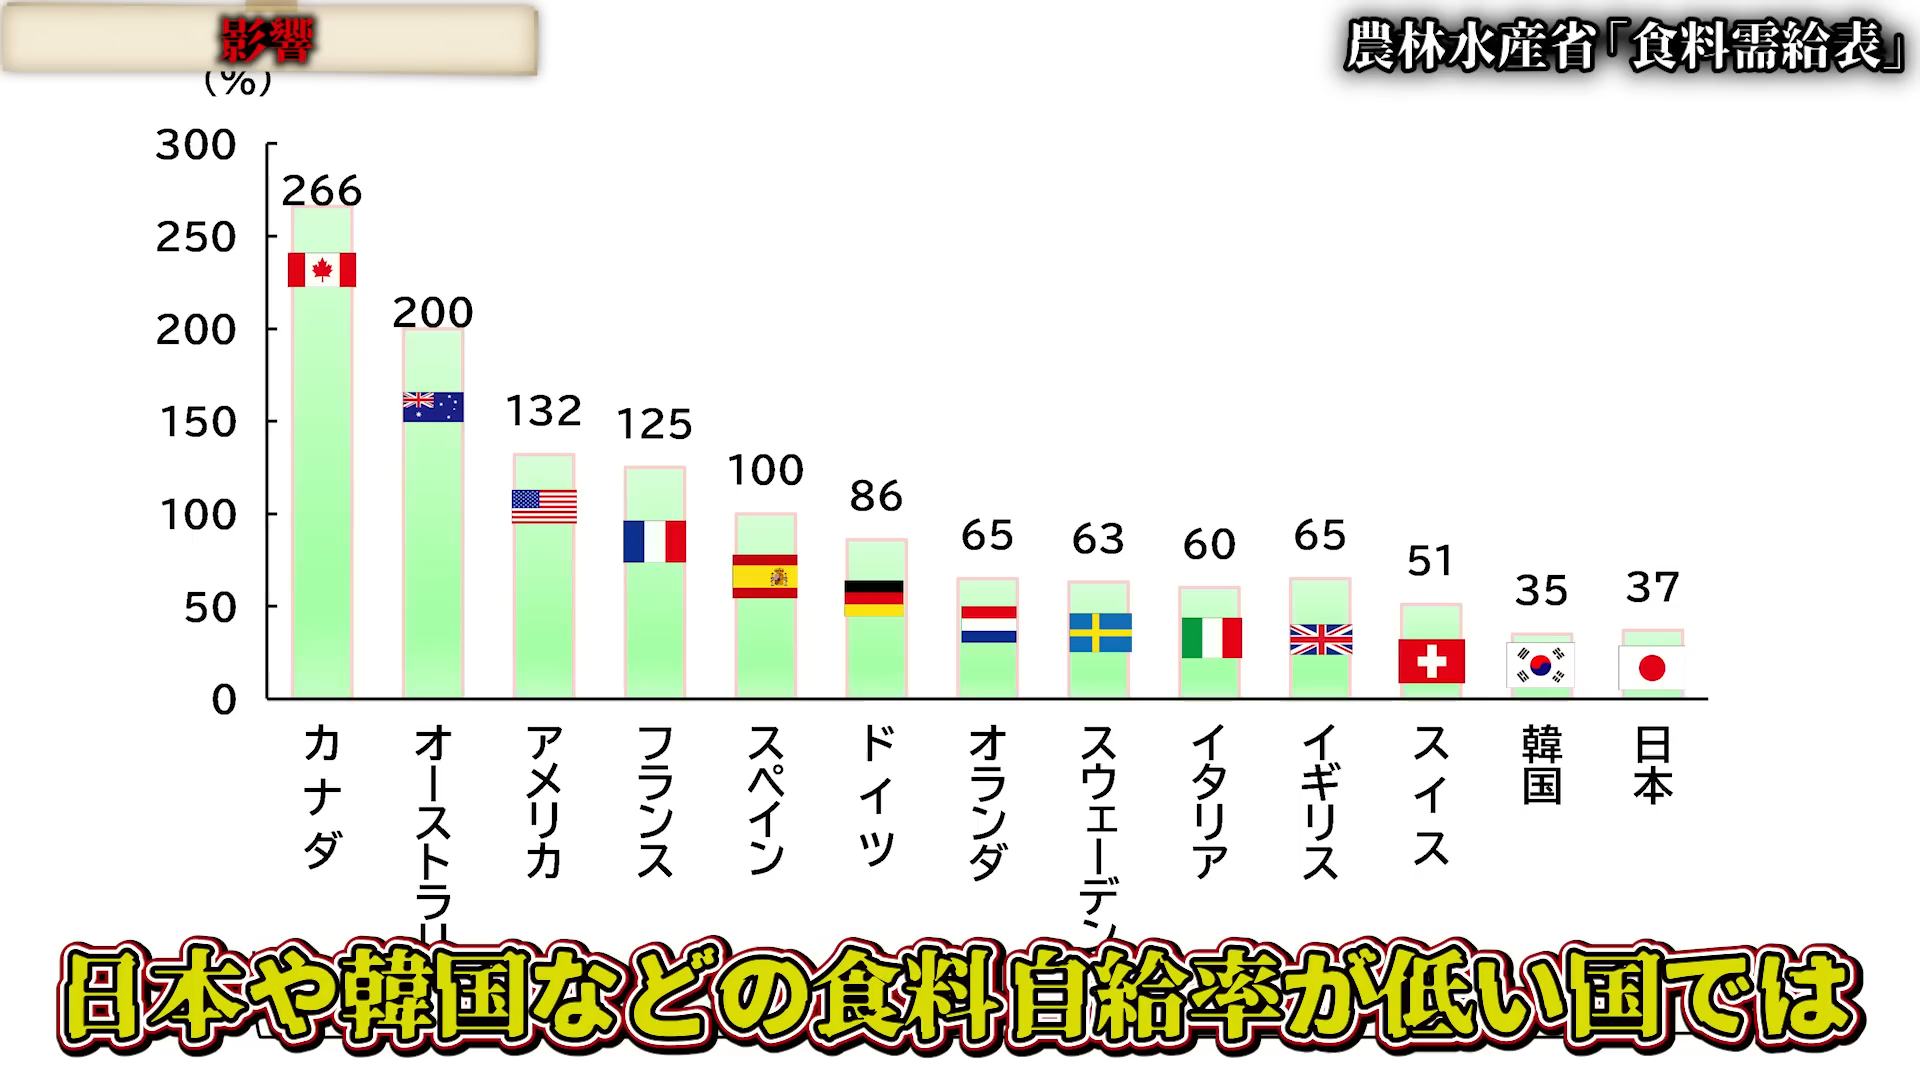 影響
農林水産省「食料需給表」
(%)
300
250
200
150
100
50
0
266
200
132
125
100
86
65
63
60
65
51
35
37
カナダ
オーストラリ
アメリカ
フランス
スペイン
ドイツ
オランダ
スウェーデン
イタリア
イギリス
スイス
韓国
日本
日本や韓国などの食料自給率が低い国では